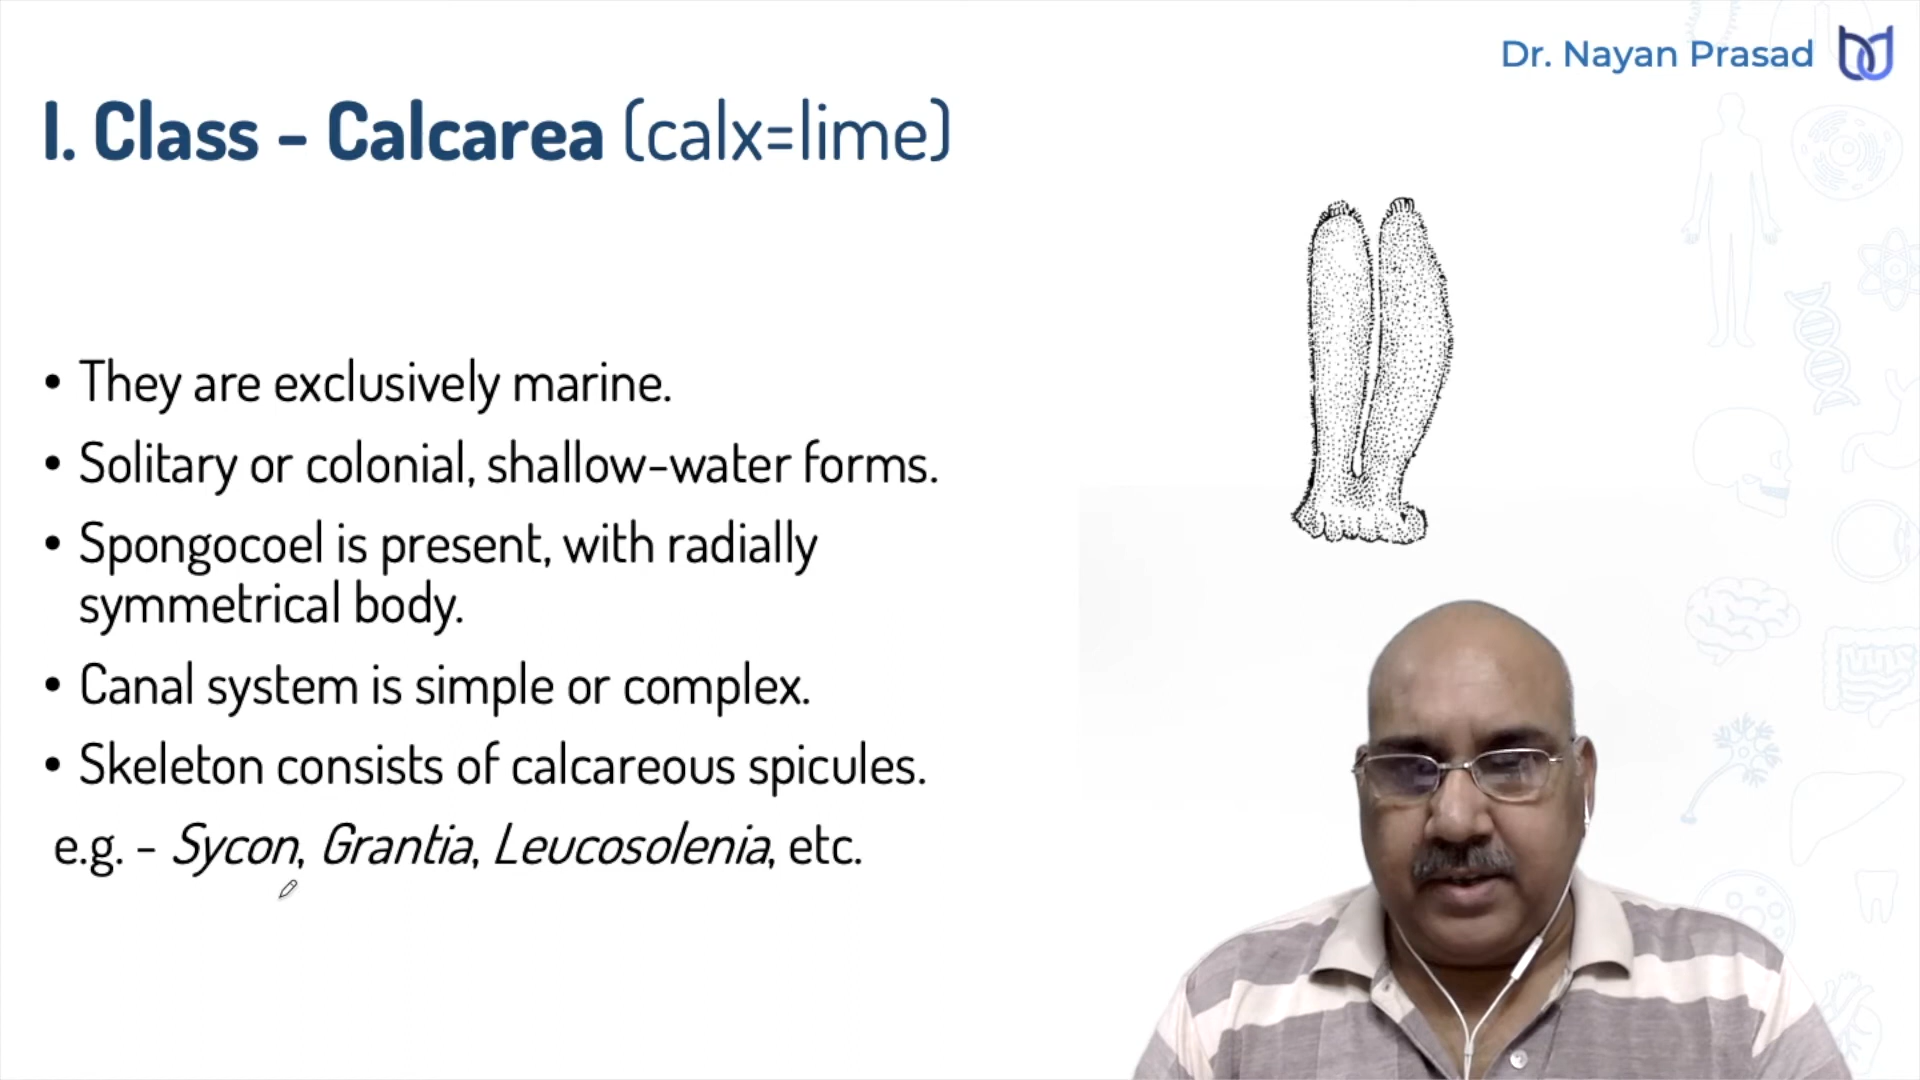 Dr. Nayan Prasad
I. Class - Calcarea (calx=lime)
• They are exclusively marine.
• Solitary or colonial, shallow-water forms.
• Spongocoel is present, with radially
symmetrical body.
• Canal system is simple or complex.
• Skeleton consists of calcareous spicules.
e.g. - Sycon, Grantia, Leucosolenia, etc.